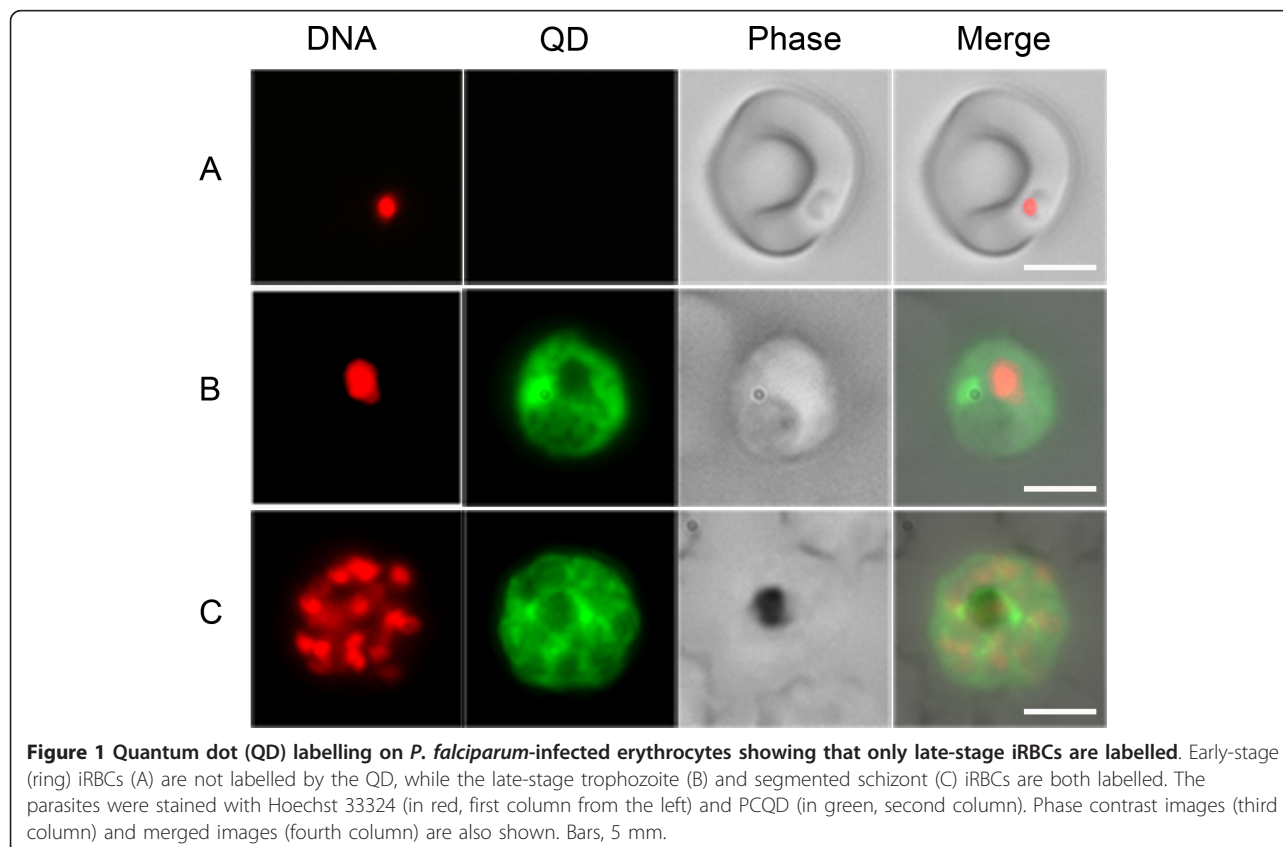 DNA QD Phase Merge
A
B
C
Figure 1 Quantum dot (QD) labelling on P. falciparum-infected erythrocytes showing that only late-stage iRBCs are labelled. Early-stage
(ring) iRBCs (A) are not labelled by the QD, while the late-stage trophozoite (B) and segmented schizont (C) iRBCs are both labelled. The
parasites were stained with Hoechst 33324 (in red, first column from the left) and PCQD (in green, second column). Phase contrast images (third
column) and merged images (fourth column) are also shown. Bars, 5 mm.